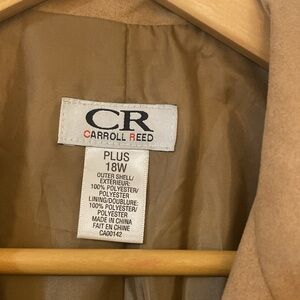 CR
CARROLL REED
PLUS
18W
OUTER SHELL/
EXTERIEUR:
100% POLYESTER/
POLYESTER
LINING/DOUBLURE:
100% POLYESTER/
POLYESTER
MADE IN CHINA
FAIT EN CHINE
CA00142